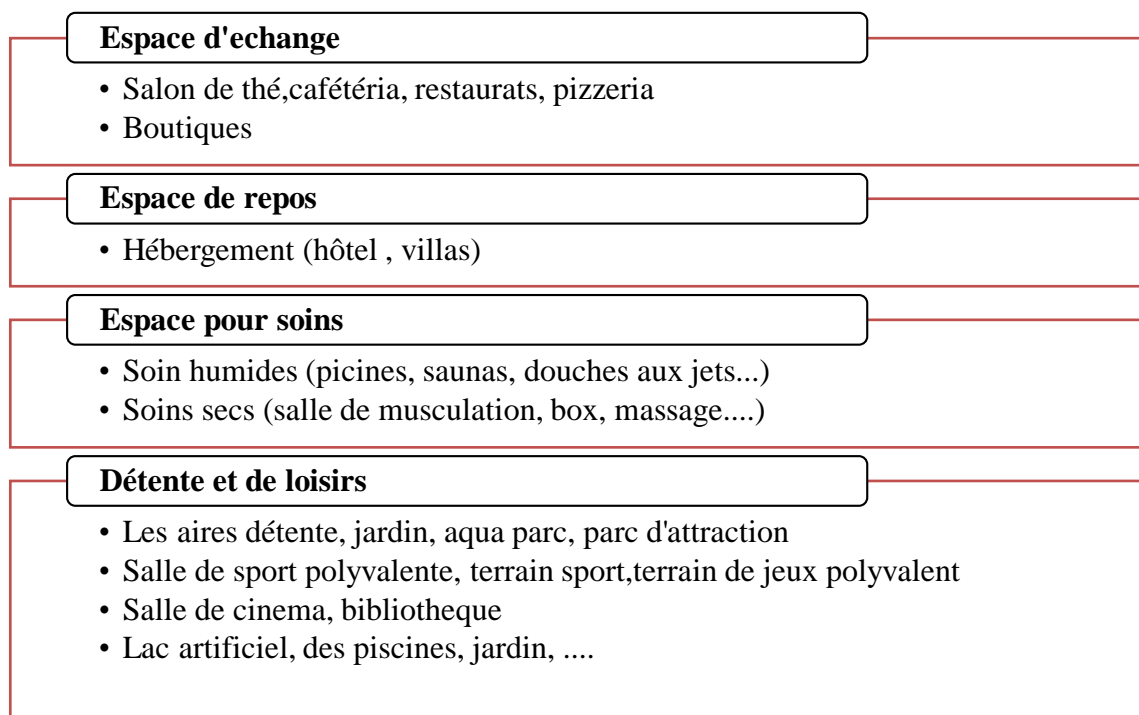 Espace d'echange
• Salon de thé,cafétéria, restaurats, pizzeria
• Boutiques
Espace de repos
• Hébergement (hôtel , villas)
Espace pour soins
• Soin humides (picines, saunas, douches aux jets...)
• Soins secs (salle de musculation, box, massage....)
Détente et de loisirs
• Les aires détente, jardin, aqua parc, parc d'attraction
• Salle de sport polyvalente, terrain sport,terrain de jeux polyvalent
• Salle de cinema, bibliotheque
• Lac artificiel, des piscines, jardin, ....